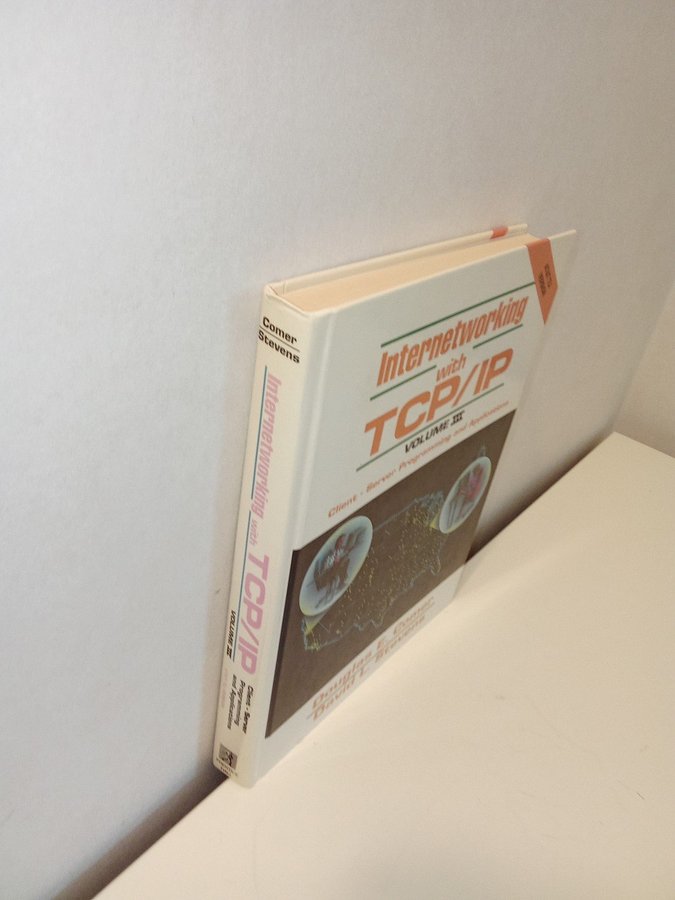 Comer
Stevens
Internetworking with TCP/IP
VOLUME III
Client - Server
Programming
and Applications
Internetworking
with
TCP/IP
VOLUME III
Client - Server Programming and Applications
Douglas E. Comer
David L. Stevens